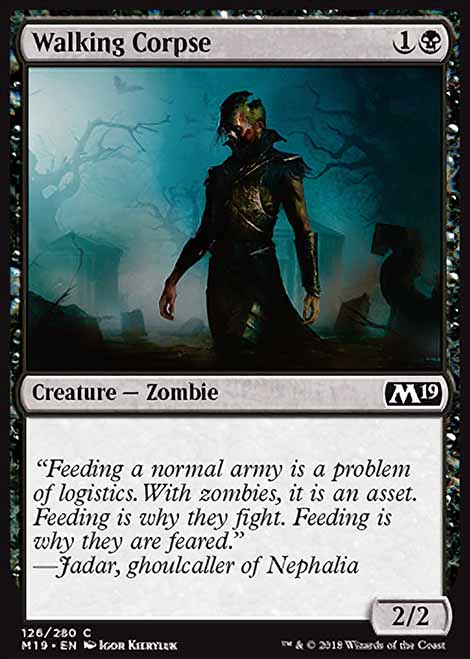 Walking Corpse 1
Creature — Zombie M19
“Feeding a normal army is a problem
of logistics. With zombies, it is an asset.
Feeding is why they fight. Feeding is
why they are feared.”
—Jadar, ghoulcaller of Nephalia
2/2
126/280 C
M19 • EN Igor Kieryluk ™ & © 2018 Wizards of the Coast